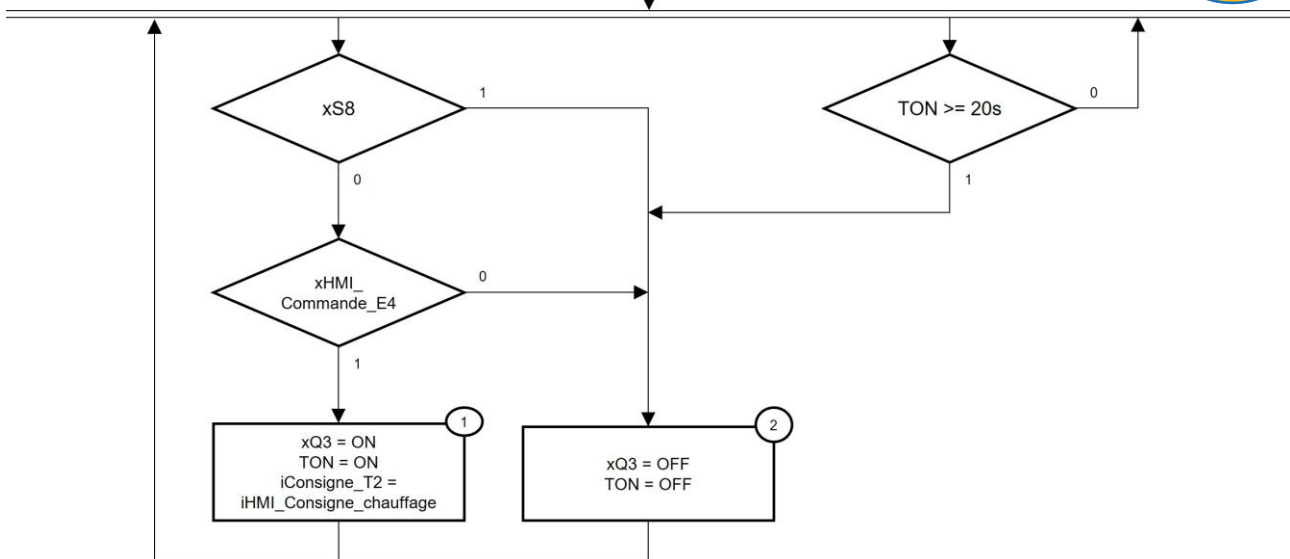 xS8
1
TON >= 20s
0
0
1
xHMI_
Commande_E4
0
1
1
xQ3 = ON
TON = ON
iConsigne_T2 =
iHMI_Consigne_chauffage
2
xQ3 = OFF
TON = OFF